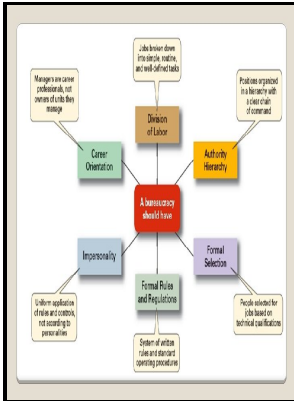 Jobs broken down
into simple, routine,
and well-defined tasks
Managers are career
professionals, not
owners of units they
manage
Positions organized
in a hierarchy with
a clear chain
of command
Division
of Labor
Career
Orientation
Authority
Hierarchy
A bureaucracy
should have
Impersonality
Formal
Selection
Formal Rules
and Regulations
Uniform application
of rules and controls,
not according to
personalities
People selected for
jobs based on
technical qualifications
System of written
rules and standard
operating procedures